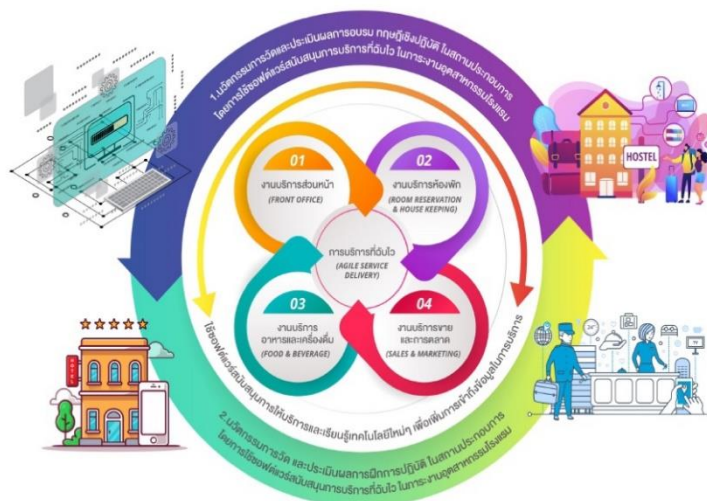 1.นวัตกรรมการวัดและประเมินผลการอบรม ทฤษฎีเชิงปฏิบัติ ในสถานประกอบการ
โดยการใช้ซอฟต์แวร์สนับสนุนการบริการที่ฉับไว ในภาระงานอุตสาหกรรมโรงแรม
01
งานบริการส่วนหน้า
(FRONT OFFICE)
02
งานบริการห้องพัก
(ROOM RESERVATION
& HOUSE KEEPING)
HOSTEL
การบริการที่ฉับไว
(AGILE SERVICE
DELIVERY)
03
งานบริการ
อาหารและเครื่องดื่ม
(FOOD & BEVERAGE)
04
งานบริการขาย
และการตลาด
(SALES & MARKETING)
HOTEL
ใช้ซอฟต์แวร์สนับสนุนการให้บริการและเรียนรู้เทคโนโลยีใหม่ๆ เพื่อเพิ่มการเข้าถึงข้อมูลในการบริการ
2.นวัตกรรมการวัด และประเมินผลการฝึกการปฏิบัติ ในสถานประกอบการ
โดยการใช้ซอฟต์แวร์สนับสนุนการบริการที่ฉับไว ในภาระงานอุตสาหกรรมโรงแรม